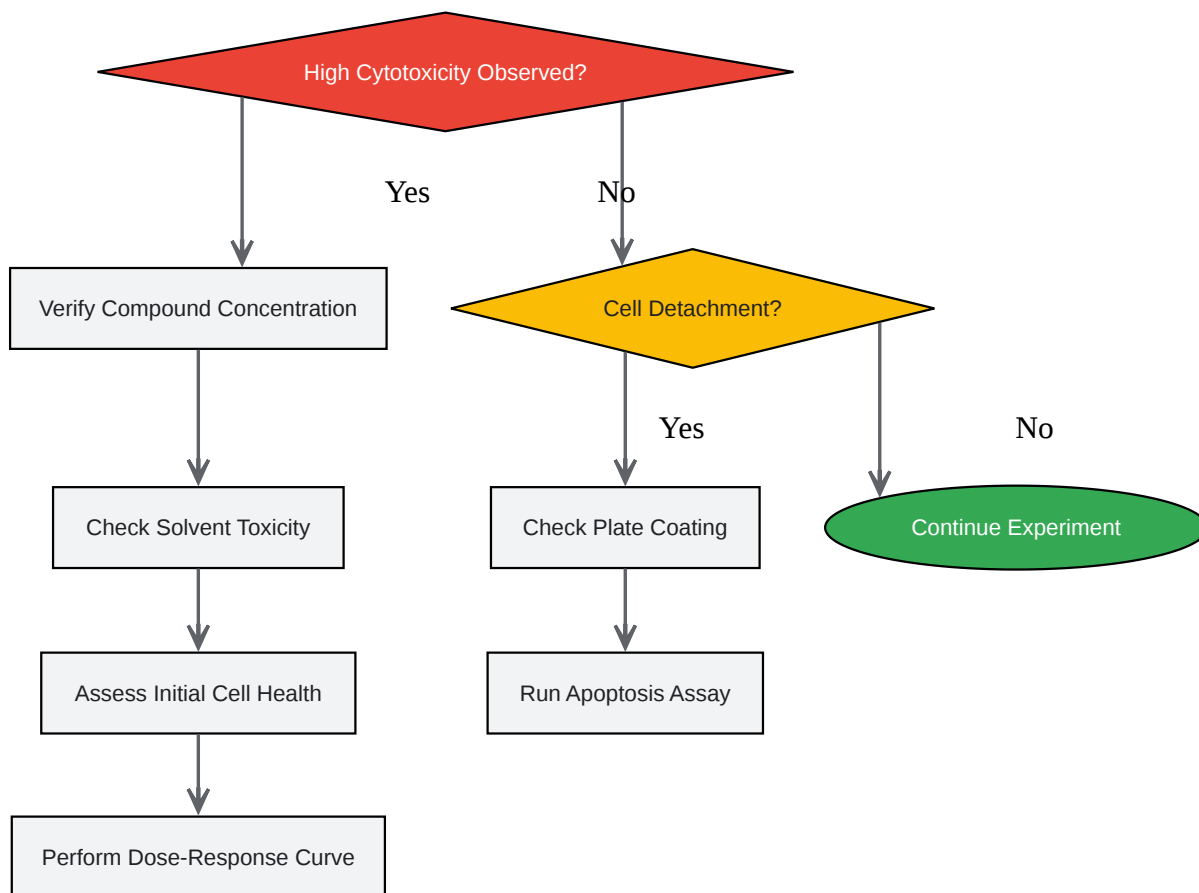 High Cytotoxicity Observed?
Yes
No
Verify Compound Concentration
Cell Detachment?
Yes
No
Check Solvent Toxicity
Check Plate Coating
Continue Experiment
Assess Initial Cell Health
Run Apoptosis Assay
Perform Dose-Response Curve